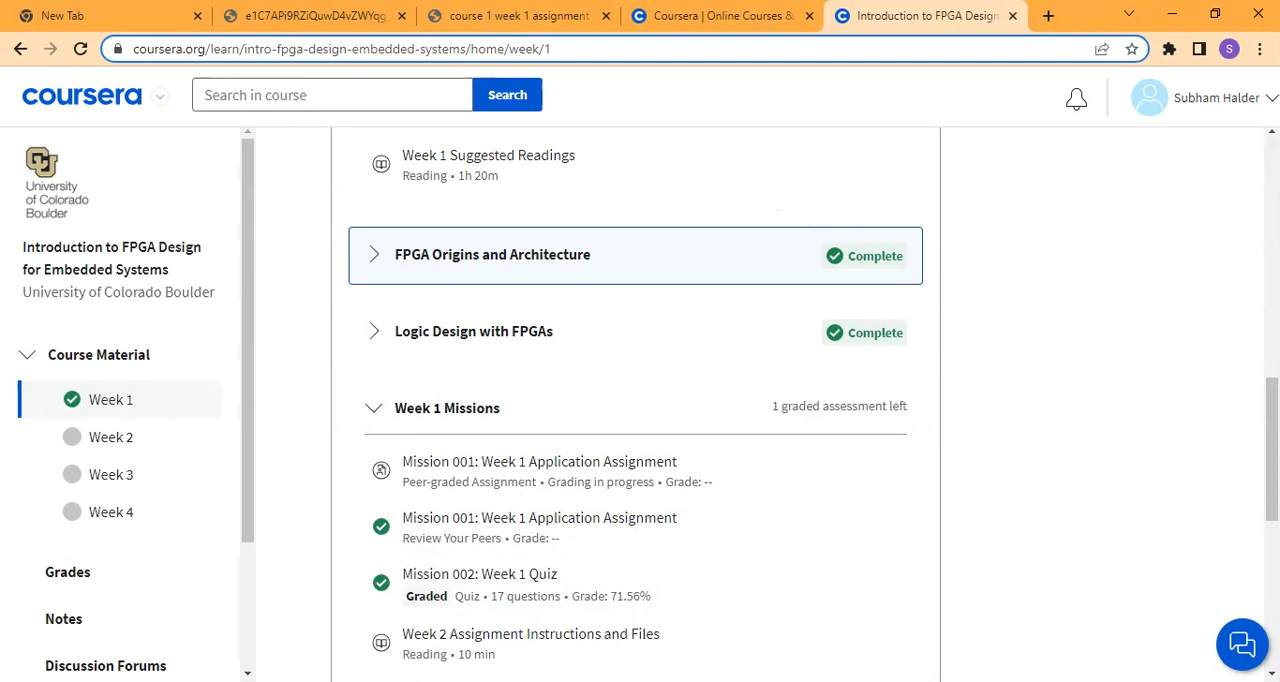 New Tab
e1C7APi9RZiQuwD4vZWYqg
course 1 week 1 assignment
Coursera | Online Courses &
Introduction to FPGA Design
coursera.org/learn/intro-fpga-design-embedded-systems/home/week/1
S
coursera
Search in course
Search
Subham Halder
University
of Colorado
Boulder
Introduction to FPGA Design
for Embedded Systems
University of Colorado Boulder
Course Material
Week 1
Week 2
Week 3
Week 4
Grades
Notes
Discussion Forums
Week 1 Suggested Readings
Reading • 1h 20m
FPGA Origins and Architecture
Complete
Logic Design with FPGAs
Complete
Week 1 Missions
1 graded assessment left
Mission 001: Week 1 Application Assignment
Peer-graded Assignment • Grading in progress • Grade: --
Mission 001: Week 1 Application Assignment
Review Your Peers • Grade: --
Mission 002: Week 1 Quiz
Graded Quiz • 17 questions • Grade: 71.56%
Week 2 Assignment Instructions and Files
Reading • 10 min